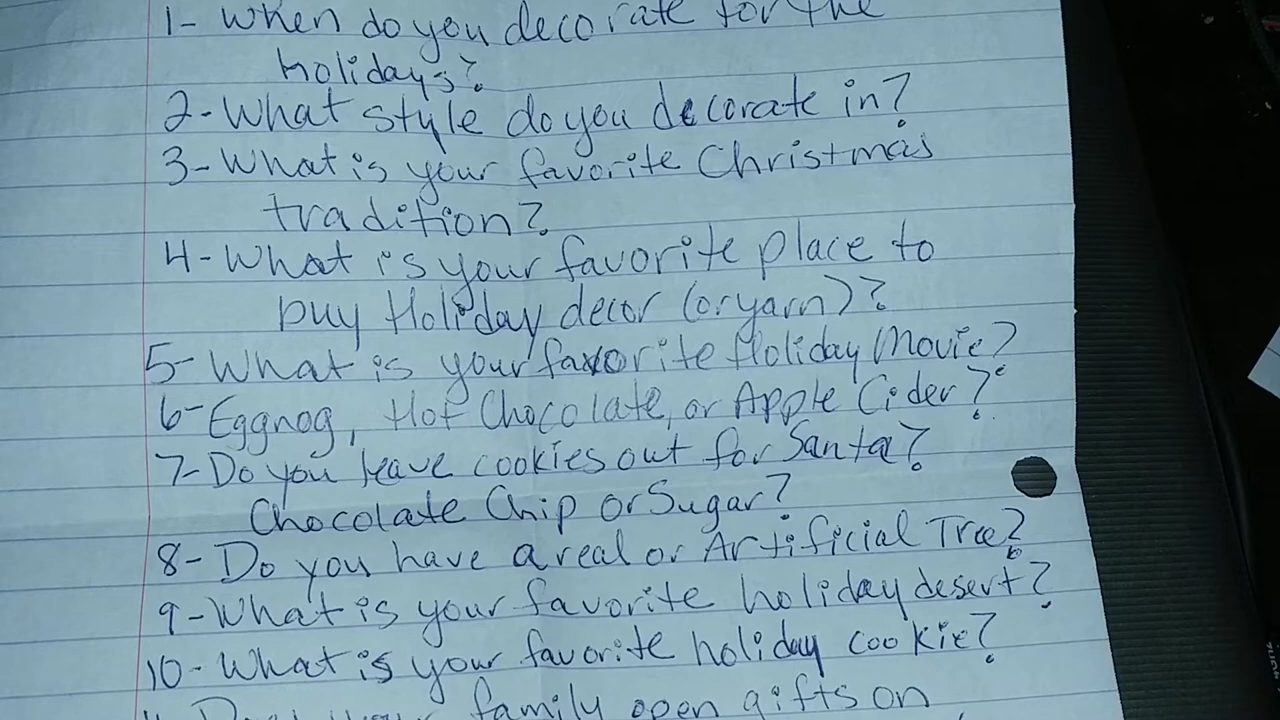 1- When do you decorate for the
holidays?
2- What style do you decorate in?
3- What is your favorite Christmas
tradition?
4- What is your favorite place to
buy Holiday decor (or yarn)?
5- What is your favorite Holiday Movie?
6- Eggnog, Hot Chocolate, or Apple Cider?
7- Do you leave cookies out for Santa?
Chocolate Chip or Sugar?
8- Do you have a real or Artificial Tree?
9- What is your favorite holiday desert?
10- What is your favorite holiday cookie?
family open gifts on